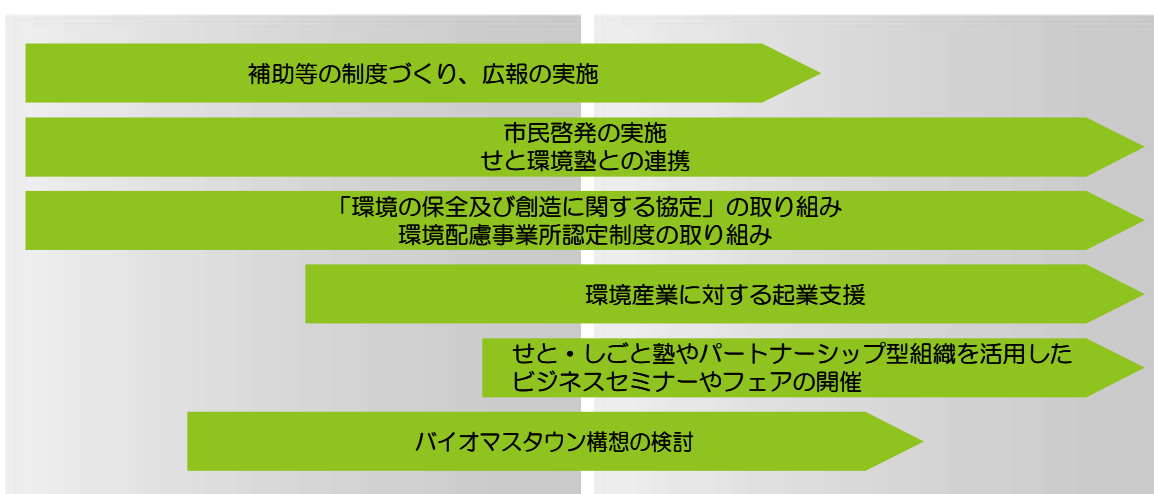 補助等の制度づくり、広報の実施
市民啓発の実施
せと環境塾との連携
「環境の保全及び創造に関する協定」の取り組み
環境配慮事業所認定制度の取り組み
環境産業に対する起業支援
せと・しごと塾やパートナーシップ型組織を活用した
ビジネスセミナーやフェアの開催
バイオマスタウン構想の検討